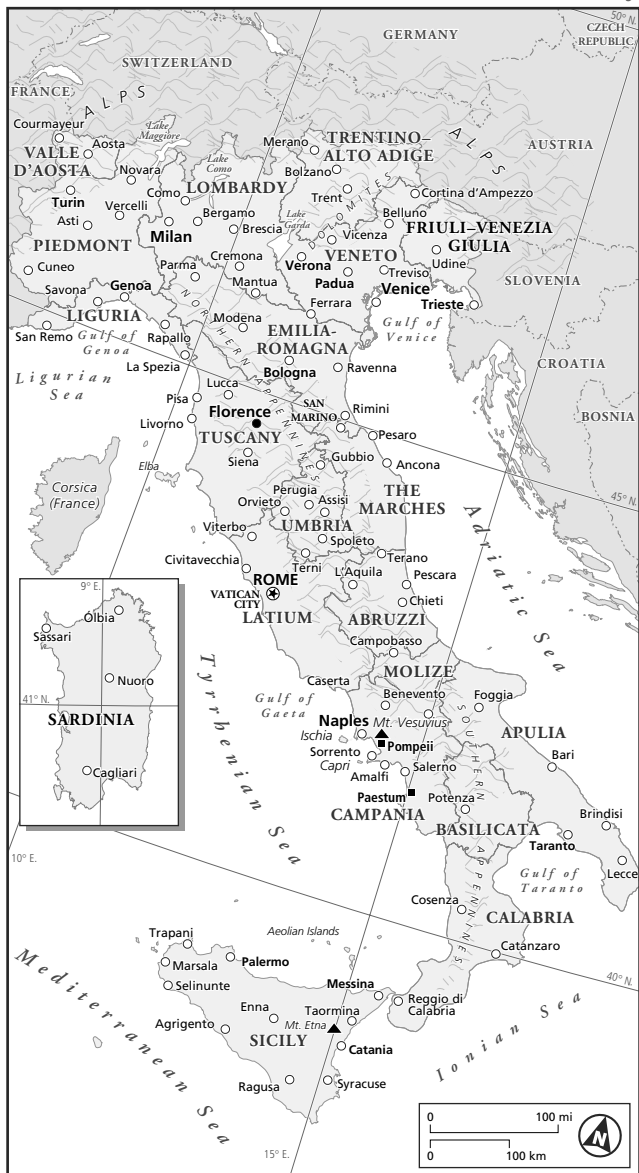 50° N.
GERMANY
CZECH
REPUBLIC
SWITZERLAND
FRANCE
ALPS
AUSTRIA
ALPS
Courmayeur
Aosta
VALLE
D'AOSTA
Lake
Maggiore
Lake
Como
Merano
TRENTINO–
ALTO ADIGE
Bolzano
Trent
DOLOMITES
Cortina d'Ampezzo
Novara
Como
LOMBARDY
Turin
Vercelli
Bergamo
Lake
Garda
Belluno
FRIULI–VENEZIA
GIULIA
Asti
Milan
Brescia
Vicenza
VENETO
Udine
PIEDMONT
Cremona
Verona
Treviso
SLOVENIA
Cuneo
Parma
Mantua
Padua
Venice
Savona
Genoa
Ferrara
Trieste
LIGURIA
NORTHERN APPENNINES
Modena
EMILIA-
ROMAGNA
Gulf of
Venice
San Remo
Gulf of
Genoa
Rapallo
La Spezia
Bologna
Ravenna
CROATIA
Ligurian
Sea
Lucca
Pisa
Florence
SAN
MARINO
Rimini
BOSNIA
Livorno
TUSCANY
Pesaro
Siena
Gubbio
Ancona
Elba
Corsica
(France)
Perugia
Orvieto
Assisi
THE
MARCHES
45° N.
UMBRIA
Adriatic Sea
Viterbo
Spoleto
Civitavecchia
Terni
Terano
ROME
L'Aquila
Pescara
VATICAN
CITY
Chieti
LATIUM
ABRUZZI
Campobasso
MOLIZE
9° E.
Olbia
Sassari
Nuoro
41° N.
SARDINIA
Cagliari
Tyrrhenian Sea
Caserta
Gulf of
Gaeta
Benevento
Foggia
Naples
Mt. Vesuvius
SOUTHERN APPENNINES
APULIA
Ischia
Pompeii
Sorrento
Capri
Bari
Amalfi
Salerno
Paestum
Potenza
CAMPANIA
BASILICATA
Brindisi
Taranto
10° E.
Lecce
Gulf of
Taranto
Cosenza
CALABRIA
Catanzaro
Aeolian Islands
Trapani
Marsala
Palermo
40° N.
Mediterranean Sea
Selinunte
Messina
Reggio di
Calabria
Enna
Taormina
Agrigento
Mt. Etna
SICILY
Catania
Ionian Sea
Ragusa
Syracuse
15° E.
0 100 mi
0 100 km
N